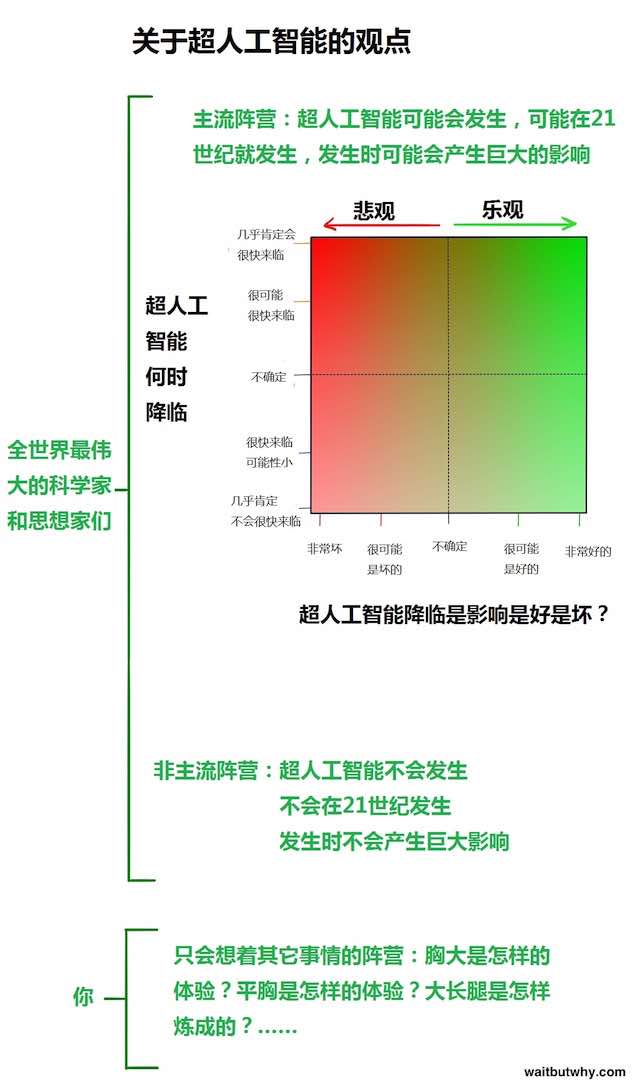 关于超人工智能的观点
主流阵营：超人工智能可能会发生，可能在21
世纪就发生，发生时可能会产生巨大的影响
悲观
乐观
几乎肯定会
很快来临
很可能
很快来临
不确定
很快来临
可能性小
几乎肯定
不会很快来临
超人工
智能
何时
降临
非常坏
很可能
是坏的
不确定
很可能
是好的
非常好的
超人工智能降临是影响是好是坏？
全世界最伟
大的科学家
和思想家们
非主流阵营：超人工智能不会发生
不会在21世纪发生
发生时不会产生巨大影响
你
只会想着其它事情的阵营：胸大是怎样的
体验？平胸是怎样的体验？大长腿是怎样
炼成的？……
waitbutwhy.com